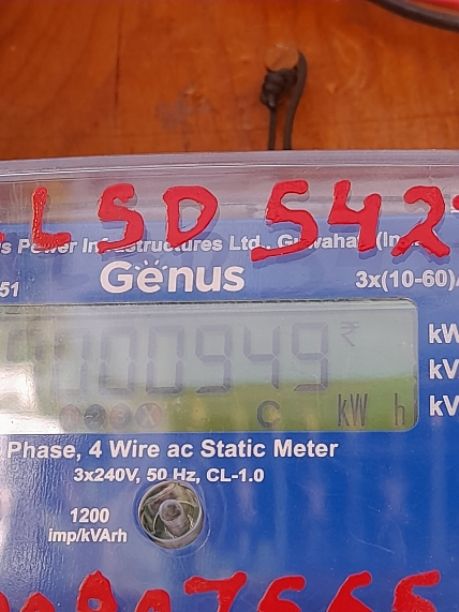 LSD 542
s Power Infrastructures Ltd., Guwahati (In
Genus
51
3x(10-60)A
000949 ₹
kW
kV
kV
C kW h
Phase, 4 Wire ac Static Meter
3x240V, 50 Hz, CL-1.0
1200
imp/kVArh